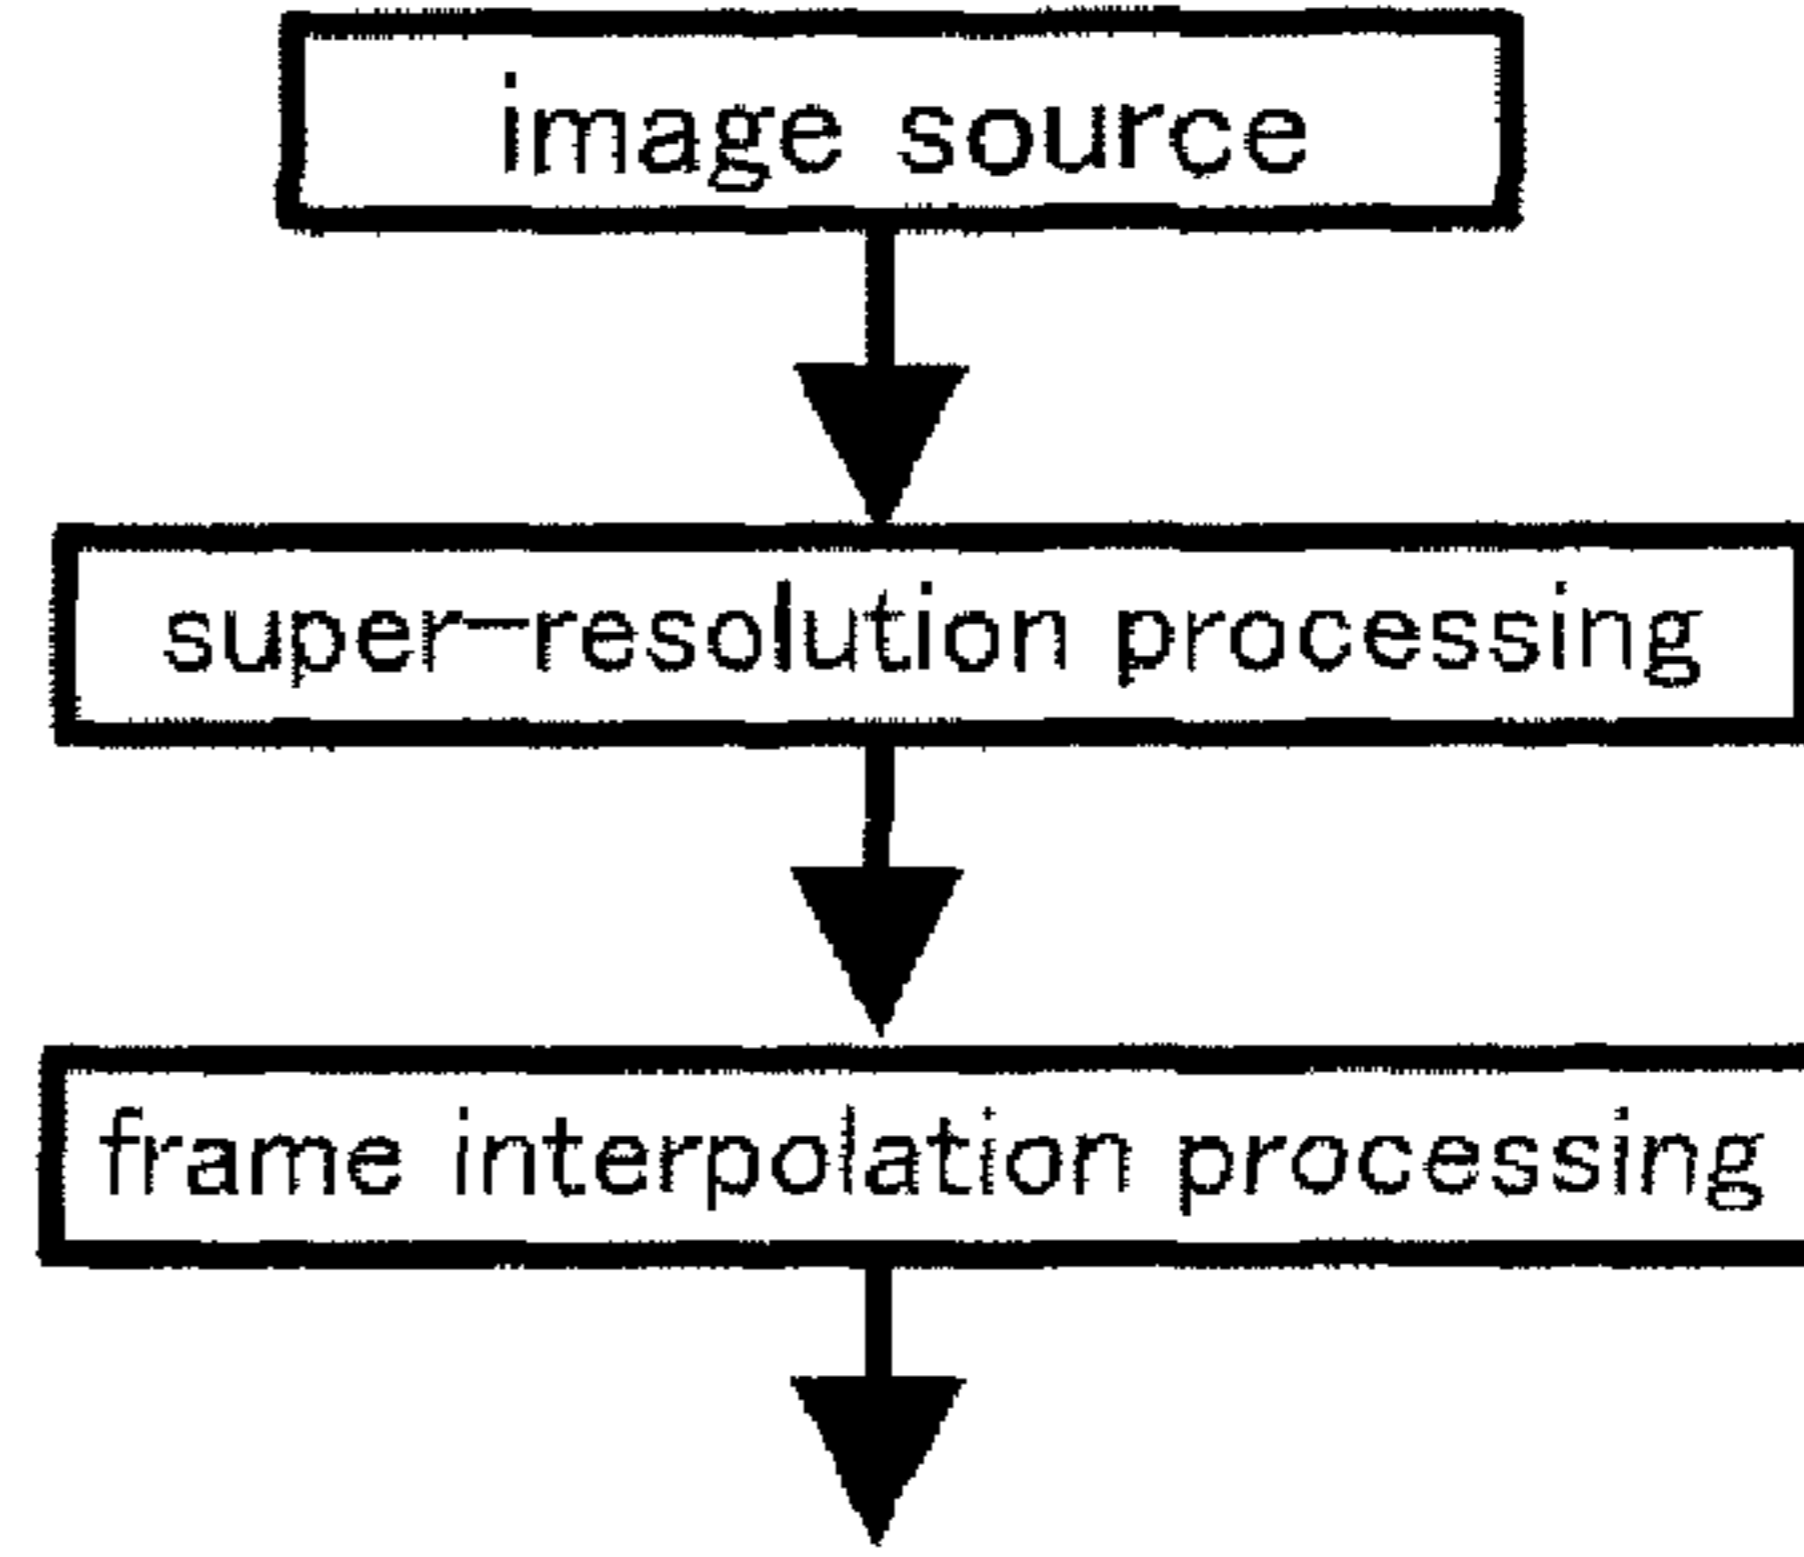 image source
super-resolution processing
frame interpolation processing